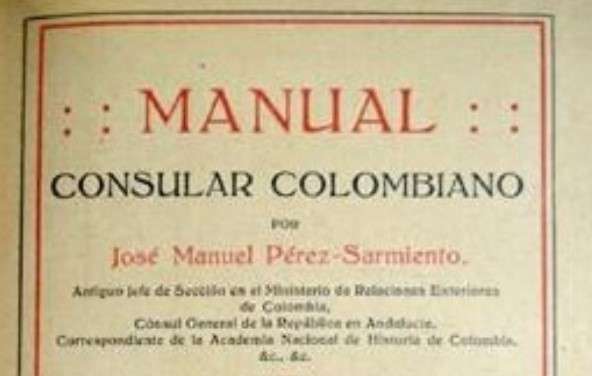 : : MANUAL : :
CONSULAR COLOMBIANO
POR
José Manuel Pérez-Sarmiento.
Antiguo Jefe de Sección en el Ministerio de Relaciones Exteriores
de Colombia,
Cónsul General de la República en Andalucía,
Correspondiente de la Academia Nacional de Historia de Colombia,
&c., &c.